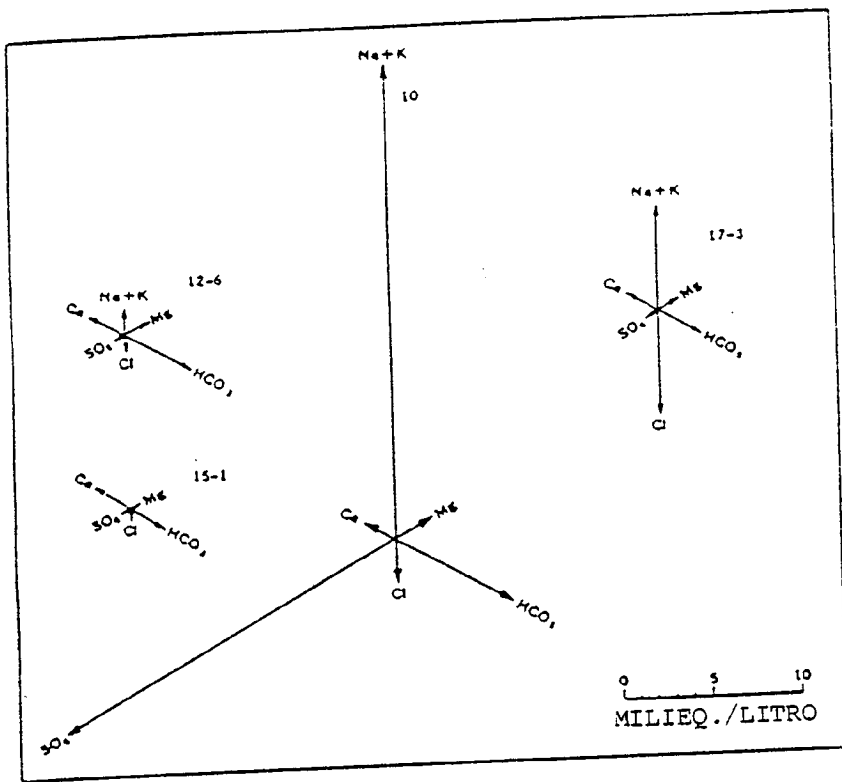 Na+K
10
Na+K
17-3
Ca
Mg
SO₄
HCO₃
Cl
12-6
Na+K
Ca
Mg
SO₄
Cl
HCO₃
15-1
Ca
Mg
SO₄
Cl
HCO₃
Ca
Mg
Cl
HCO₃
SO₄
0 5 10
MILIEQ./LITRO